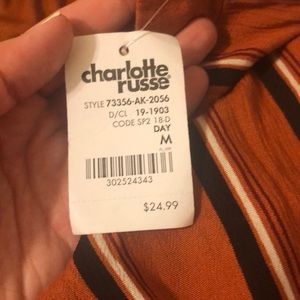 charlotte
russe®
STYLE 73356-AK-2056
D/CL 19-1903
CODE SP2 18-D
DAY
M
302524343
$24.99